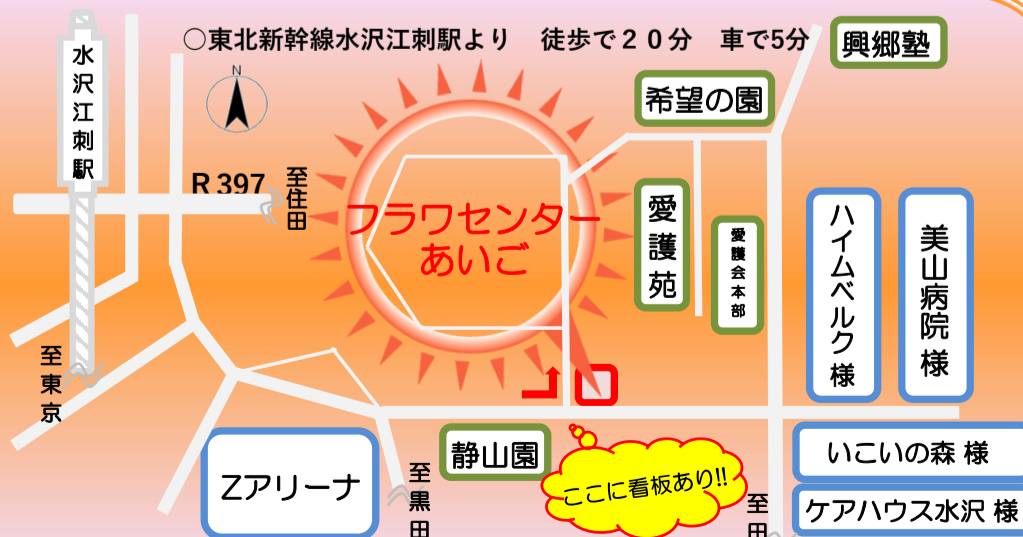 ○東北新幹線水沢江刺駅より　徒歩で２０分　車で5分
水沢江刺駅
N
R 397
至住田
興郷塾
希望の園
フラワセンター
あいご
愛護苑
愛護会本部
ハイムベルク 様
美山病院 様
至東京
Zアリーナ
静山園
至黒田
ここに看板あり!!
至田
いこいの森 様
ケアハウス水沢 様